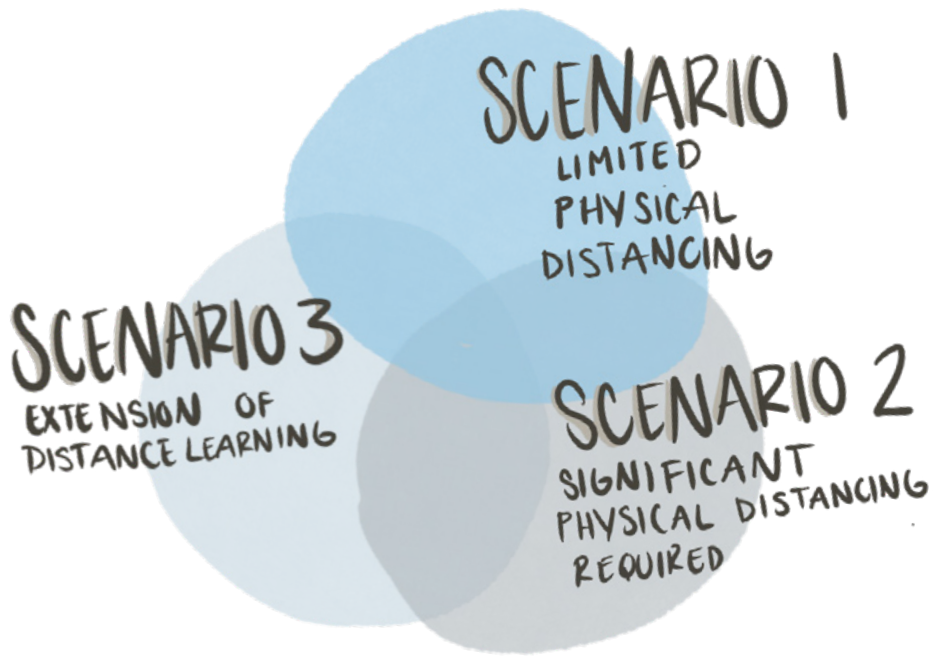 SCENARIO 1
LIMITED
PHYSICAL
DISTANCING
SCENARIO 3
EXTENSION OF
DISTANCE LEARNING
SCENARIO 2
SIGNIFICANT
PHYSICAL DISTANCING
REQUIRED